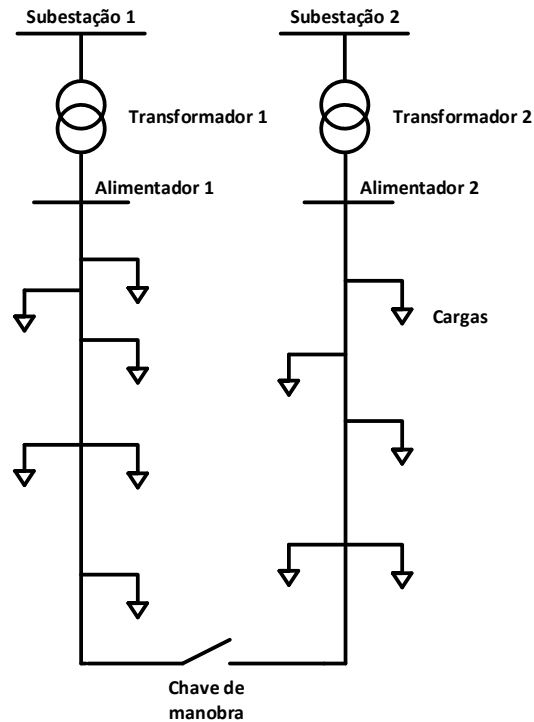 Subestação 1
Subestação 2
Transformador 1
Transformador 2
Alimentador 1
Alimentador 2
Cargas
Chave de
manobra